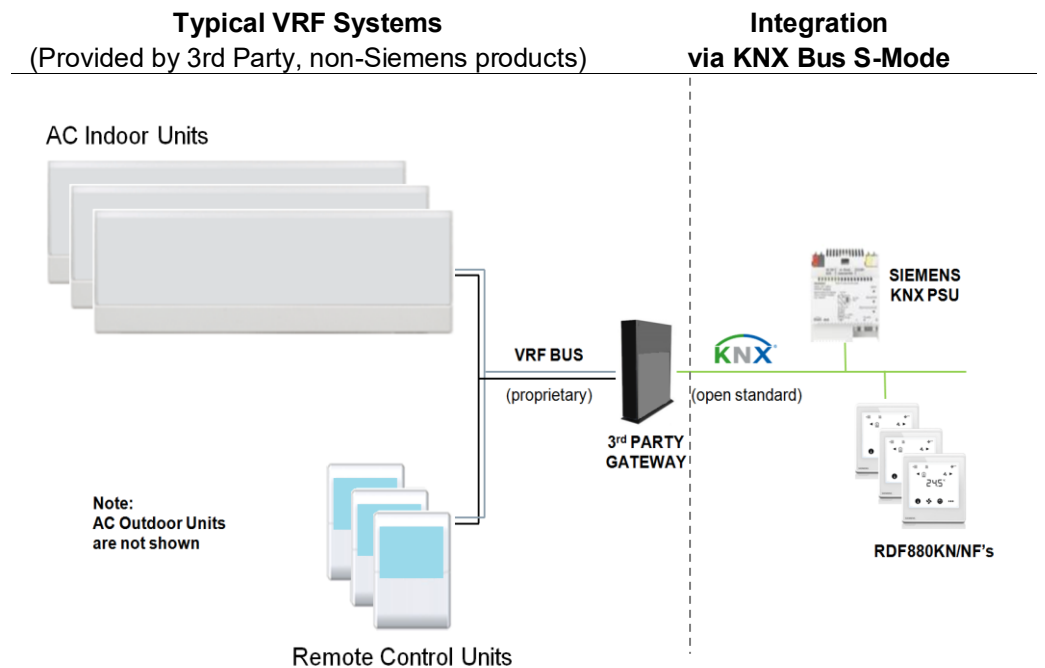 Typical VRF Systems
(Provided by 3rd Party, non-Siemens products)
Integration
via KNX Bus S-Mode
AC Indoor Units
SIEMENS
KNX PSU
VRF BUS
(proprietary)
KNX
(open standard)
3rd PARTY
GATEWAY
Note:
AC Outdoor Units
are not shown
24.5°
RDF880KN/NF's
Remote Control Units